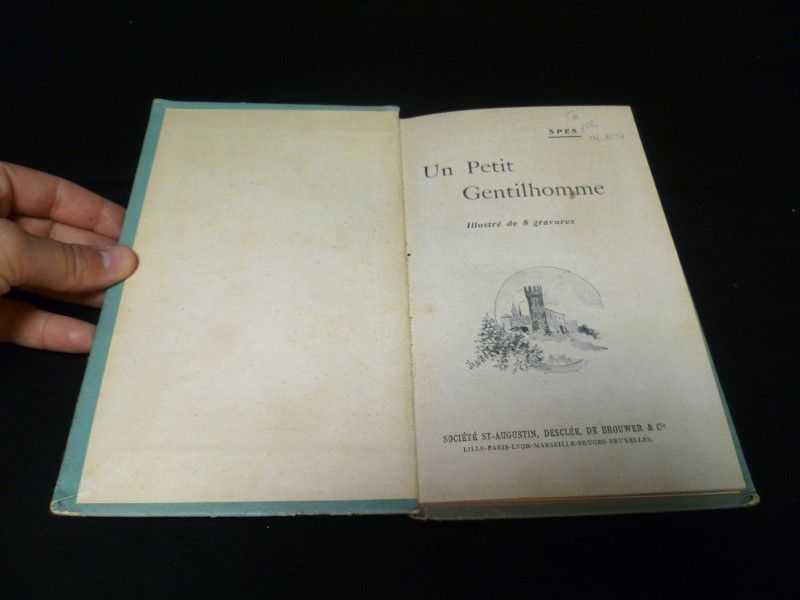 SPES
Un Petit
Gentilhomme
Illustré de 8 gravures
SOCIÉTÉ ST-AUGUSTIN, DESCLÉE, DE BROUWER & Cie
LILLE-PARIS-LYON-MARSEILLE-BRUGES-BRUXELLES.